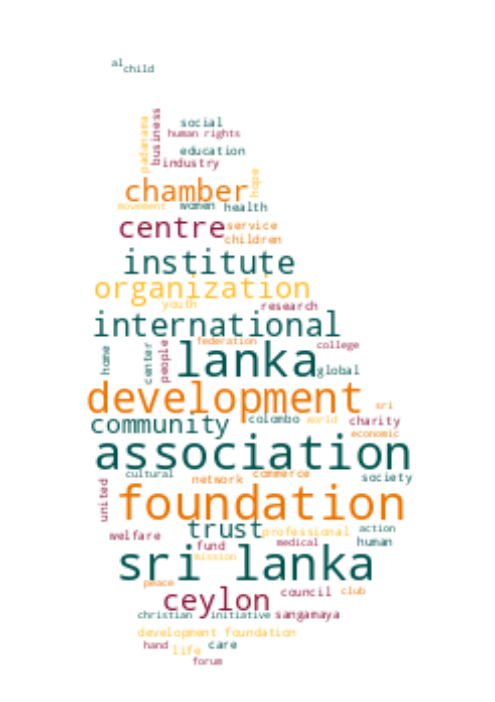 al
child
padanama
business
social
human rights
education
industry
hope
chamber
movement
women
health
centre
service
children
institute
organization
youth
research
international
federation
college
home
center
people
lanka
global
development
sri
community
colombo
world
charity
economic
association
cultural
commerce
network
society
united
foundation
trust
professional
action
welfare
fund
medical
human
mission
sri lanka
peace
ceylon
council
club
christian
initiative
sangamaya
development foundation
hand
life
care
forum